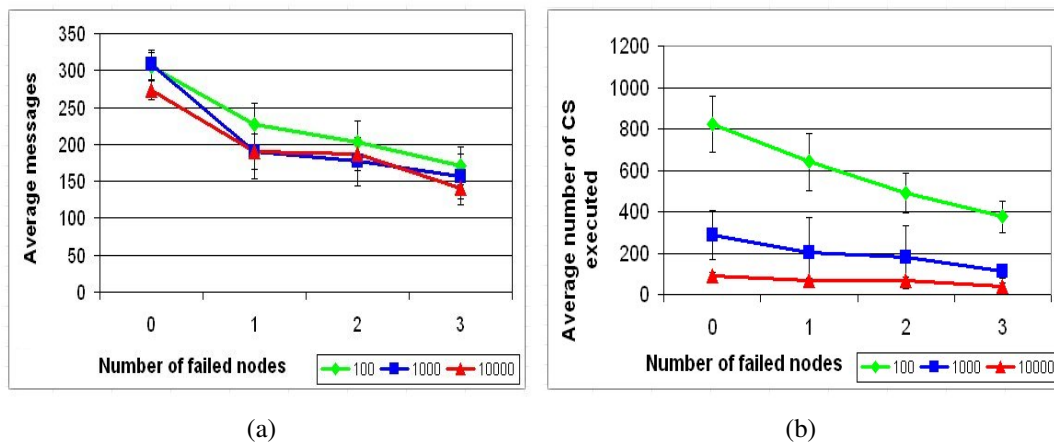 350
300
250
200
150
100
50
0
Average messages
0 1 2 3
Number of failed nodes
100 1000 10000
(a)
1200
1000
800
600
400
200
0
Average number of CS
executed
0 1 2 3
Number of failed nodes
100 1000 10000
(b)